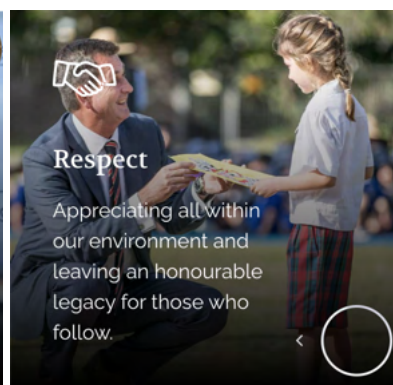 Respect
Appreciating all within
our environment and
leaving an honourable
legacy for those who
follow.